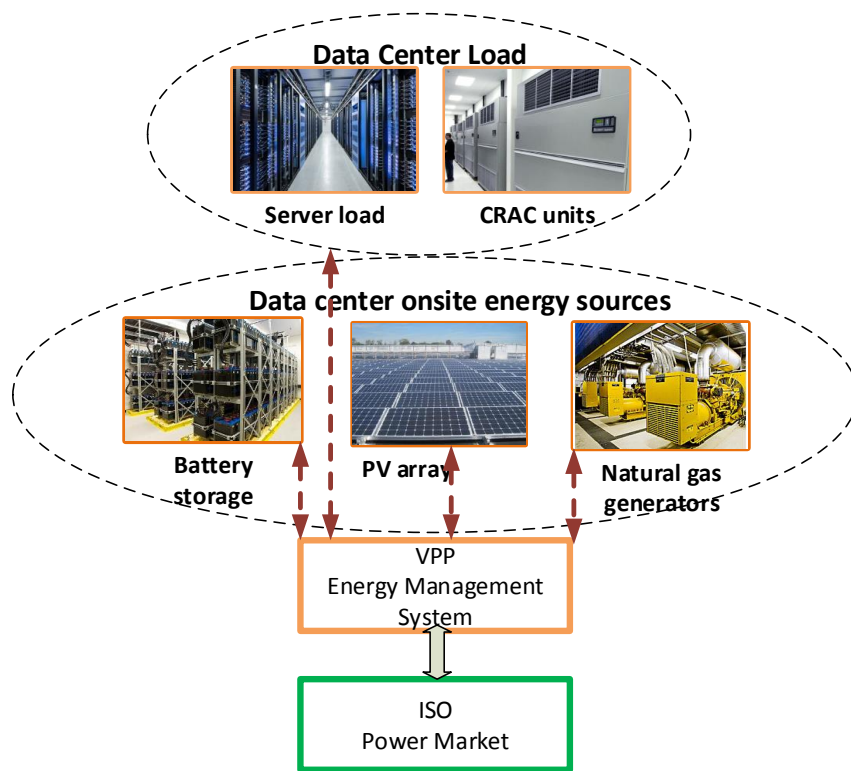 Data Center Load
Server load
CRAC units
Data center onsite energy sources
Battery
storage
PV array
Natural gas
generators
VPP
Energy Management
System
ISO
Power Market